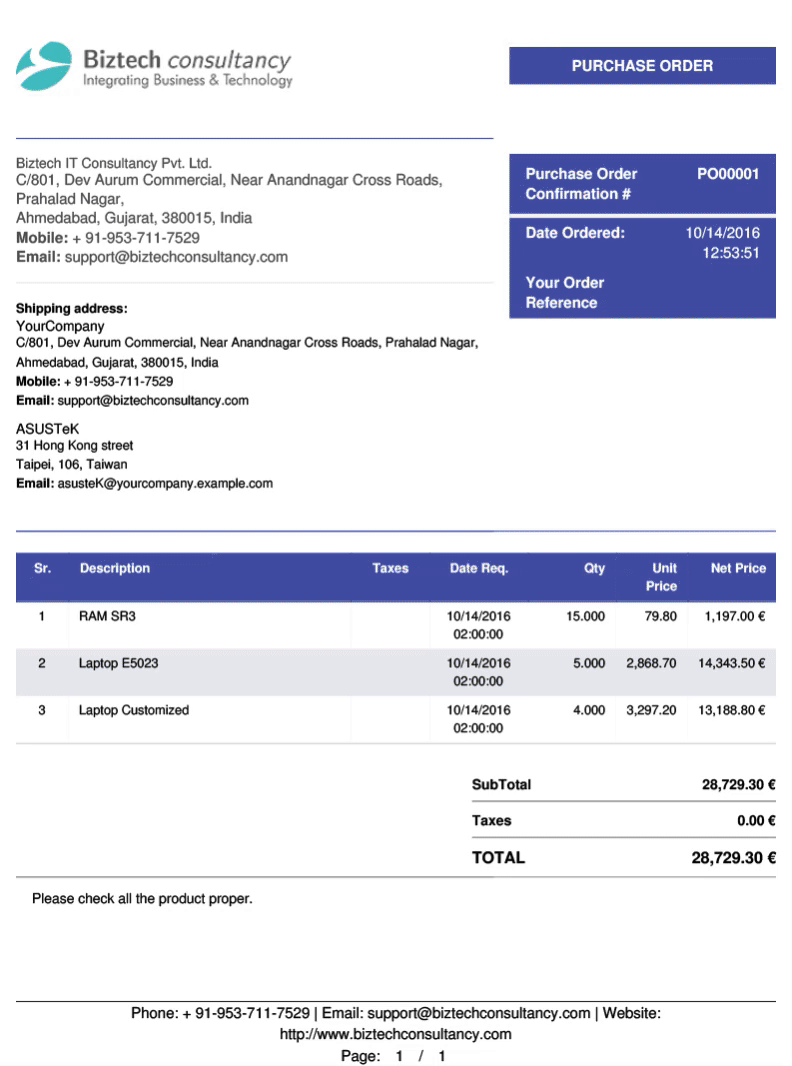 Biztech consultancy
Integrating Business & Technology
PURCHASE ORDER
Biztech IT Consultancy Pvt. Ltd.
C/801, Dev Aurum Commercial, Near Anandnagar Cross Roads,
Prahalad Nagar,
Ahmedabad, Gujarat, 380015, India
Mobile: + 91-953-711-7529
Email: support@biztechconsultancy.com
Purchase Order PO00001
Confirmation #
Date Ordered: 10/14/2016
12:53:51
Your Order
Reference
Shipping address:
YourCompany
C/801, Dev Aurum Commercial, Near Anandnagar Cross Roads, Prahalad Nagar,
Ahmedabad, Gujarat, 380015, India
Mobile: + 91-953-711-7529
Email: support@biztechconsultancy.com
ASUSTeK
31 Hong Kong street
Taipei, 106, Taiwan
Email: asusteK@yourcompany.example.com
Sr. Description Taxes Date Req. Qty Unit Net Price
Price
1 RAM SR3 10/14/2016 15.000 79.80 1,197.00 €
02:00:00
2 Laptop E5023 10/14/2016 5.000 2,868.70 14,343.50 €
02:00:00
3 Laptop Customized 10/14/2016 4.000 3,297.20 13,188.80 €
02:00:00
SubTotal 28,729.30 €
Taxes 0.00 €
TOTAL 28,729.30 €
Please check all the product proper.
Phone: + 91-953-711-7529 | Email: support@biztechconsultancy.com | Website:
http://www.biztechconsultancy.com
Page: 1 / 1